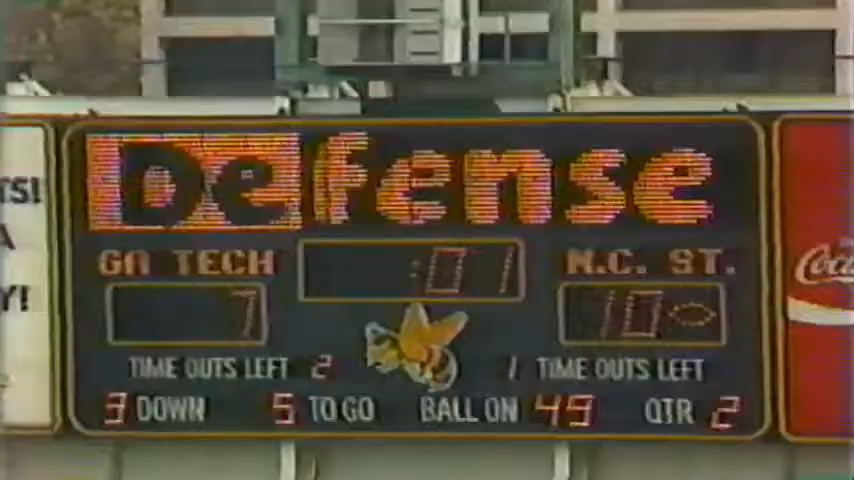 Defense
GA TECH :01 N.C. ST.
7 10
TIME OUTS LEFT 2 1 TIME OUTS LEFT
3 DOWN 5 TO GO BALL ON 49 QTR 2
TS!
A
Y!
Coca